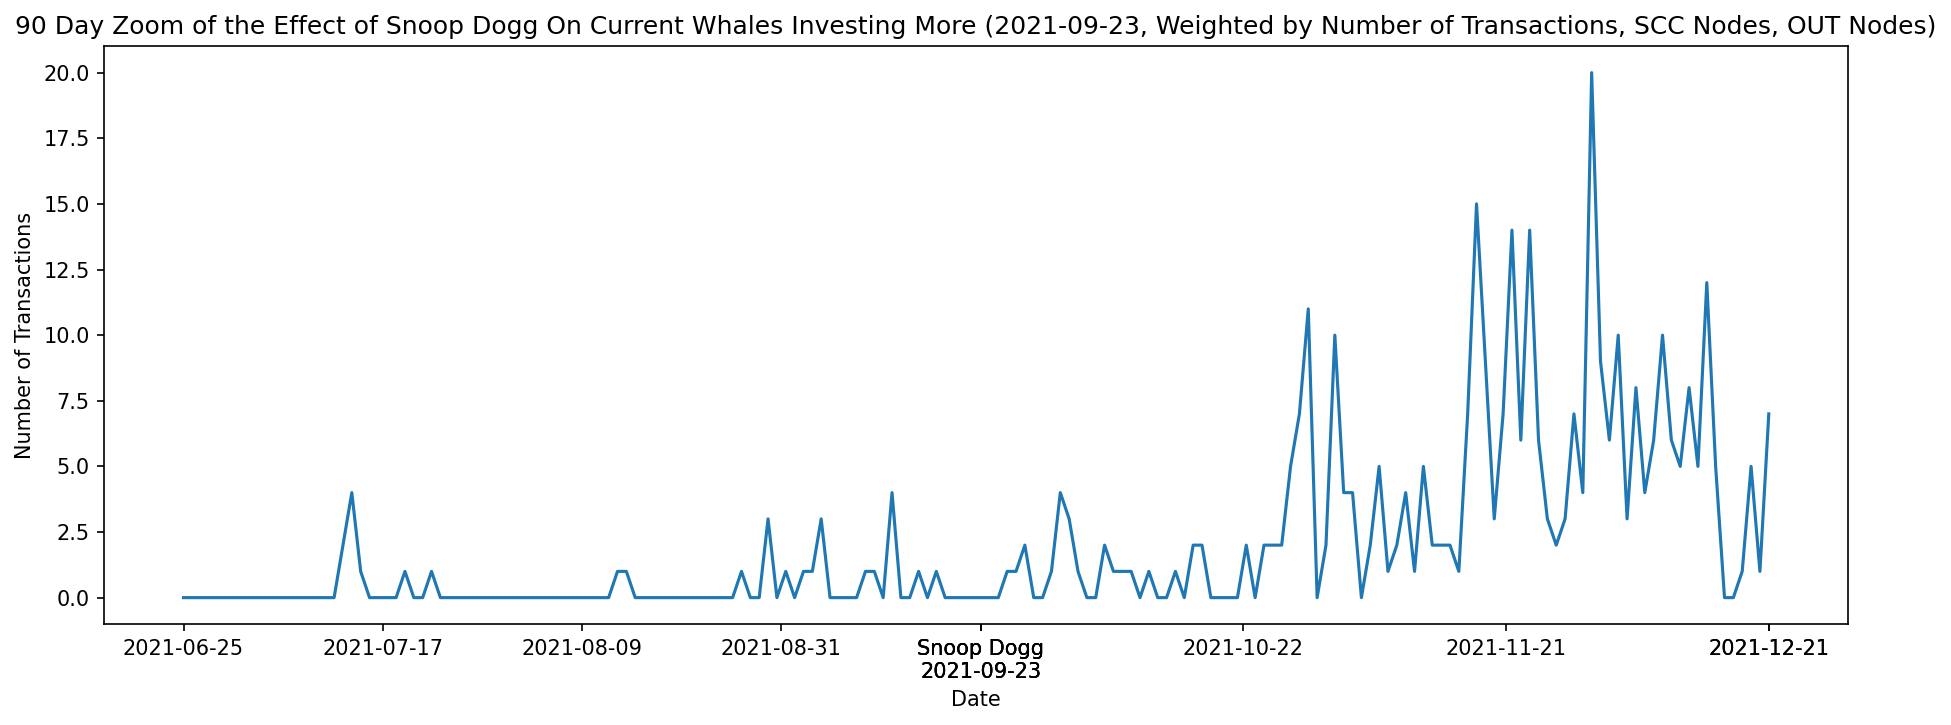 90 Day Zoom of the Effect of Snoop Dogg On Current Whales Investing More (2021-09-23, Weighted by Number of Transactions, SCC Nodes, OUT Nodes)
20.0
17.5
15.0
12.5
10.0
7.5
5.0
2.5
0.0
Number of Transactions
2021-06-25 2021-07-17 2021-08-09 2021-08-31 Snoop Dogg 2021-10-22 2021-11-21 2021-12-21
2021-09-23
Date